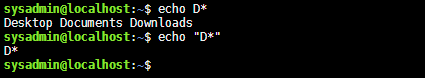 sysadmin@localhost:~$ echo D*
Desktop Documents Downloads
sysadmin@localhost:~$ echo "D*"
D*
sysadmin@localhost:~$